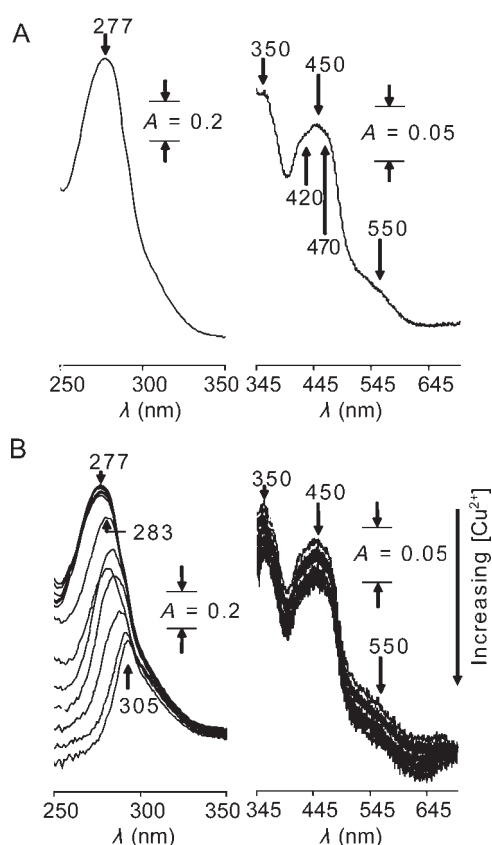 A
277
A = 0.2
250 300 350
λ (nm)
350
450
A = 0.05
420
470
550
345 445 545 645
λ (nm)
B
277
283
A = 0.2
305
250 300 350
λ (nm)
350
450
A = 0.05
550
345 445 545 645
λ (nm)
Increasing [Cu²⁺]